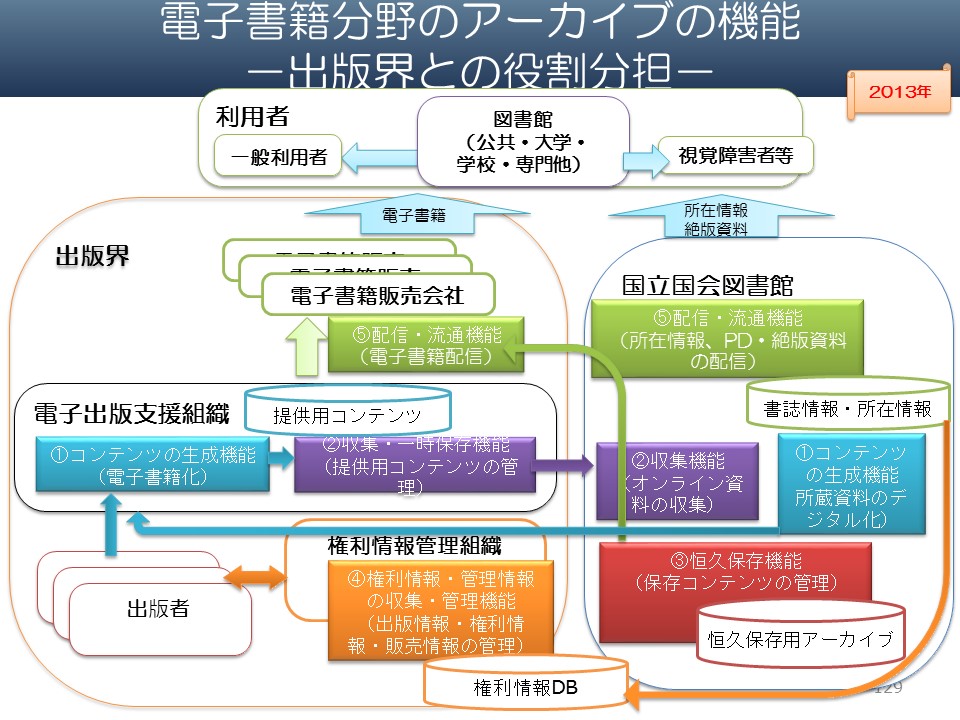 電子書籍分野のアーカイブの機能
－出版界との役割分担－
2013年
利用者
一般利用者
図書館
（公共・大学・
学校・専門他）
視覚障害者等
電子書籍
所在情報
絶版資料
出版界
電子書籍販売会社
⑤配信・流通機能
（電子書籍配信）
国立国会図書館
⑤配信・流通機能
（所在情報、PD・絶版資料
の配信）
書誌情報・所在情報
電子出版支援組織
提供用コンテンツ
①コンテンツの生成機能
（電子書籍化）
②収集・一時保存機能
（提供用コンテンツの管
理）
②収集機能
（オンライン資
料の収集）
①コンテンツ
の生成機能
所蔵資料のデ
ジタル化）
権利情報管理組織
④権利情報・管理情報
の収集・管理機能
（出版情報・権利情
報・販売情報の管理）
出版者
③恒久保存機能
（保存コンテンツの管理）
恒久保存用アーカイブ
権利情報DB
129